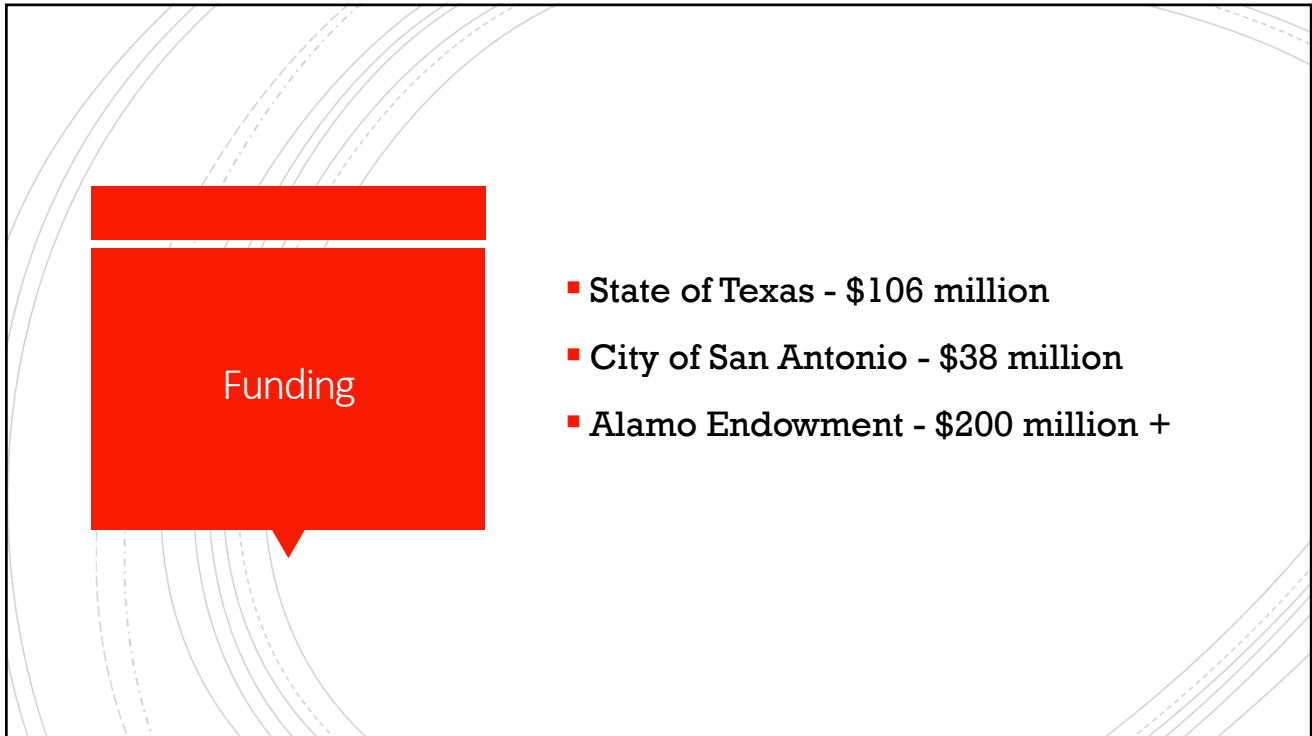 Funding
▪ State of Texas - $106 million
▪ City of San Antonio - $38 million
▪ Alamo Endowment - $200 million +